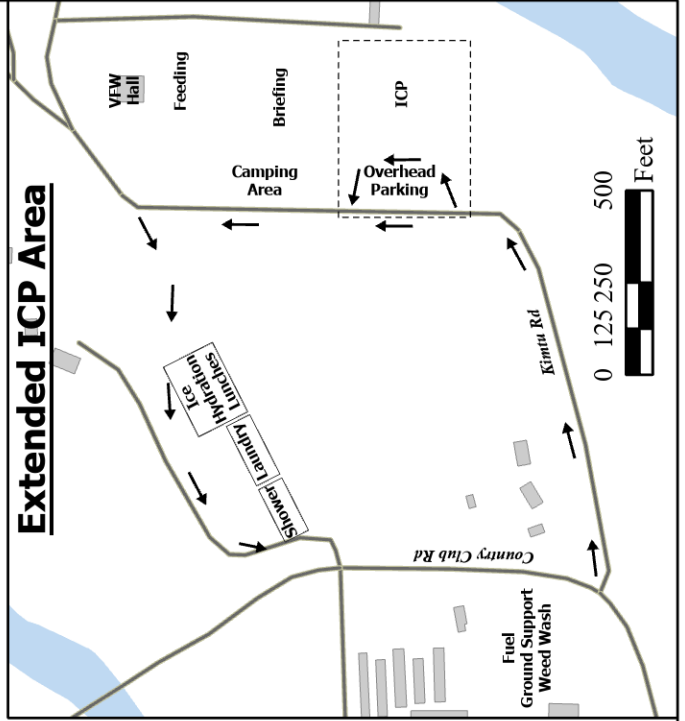 Extended ICP Area
VFW
Hall
Feeding
Briefing
ICP
Camping
Area
Overhead
Parking
Ice
Hydration
Lunches
Laundry
Shower
Kimtu Rd
Country Club Rd
Fuel
Ground Support
Weed Wash
0 125 250 500
Feet